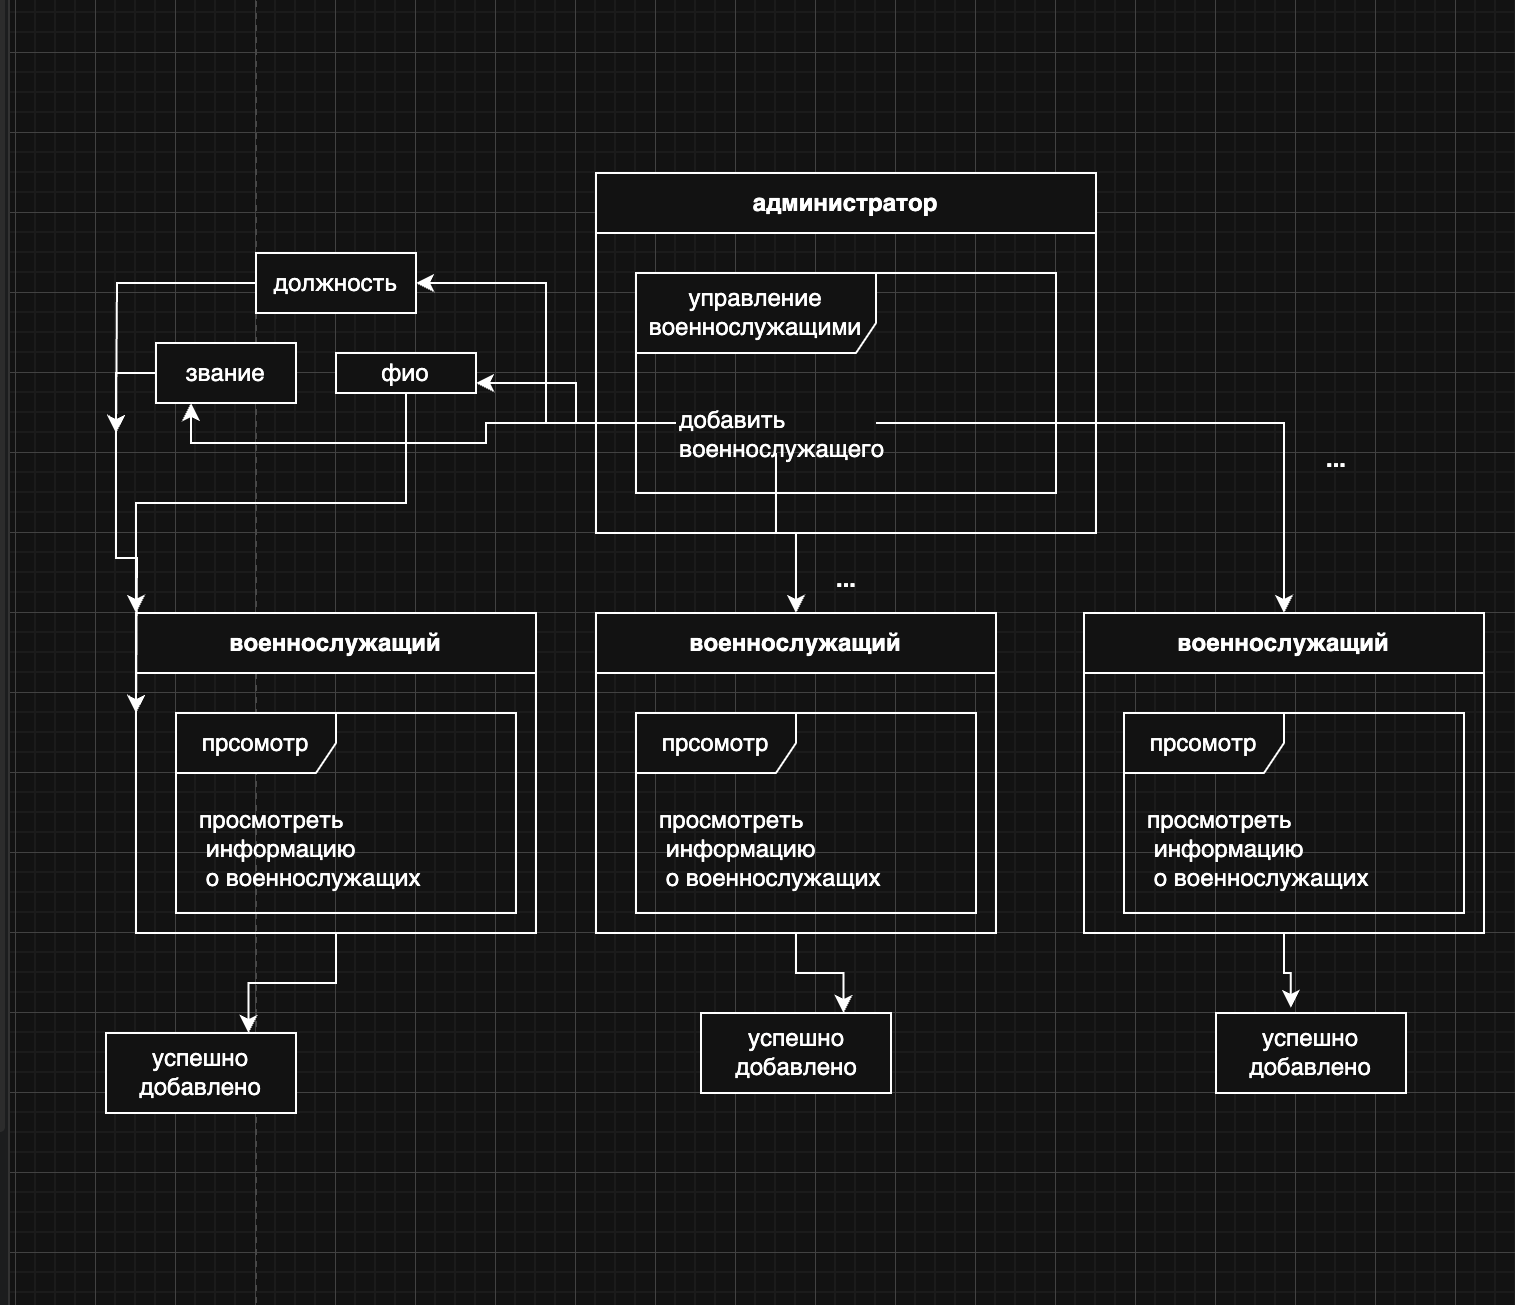 администратор
должность
управление
военнослужащими
звание
фио
добавить
военнослужащего
...
...
военнослужащий
военнослужащий
военнослужащий
прсомотр
прсомотр
прсомотр
просмотреть
информацию
о военнослужащих
просмотреть
информацию
о военнослужащих
просмотреть
информацию
о военнослужащих
успешно
добавлено
успешно
добавлено
успешно
добавлено